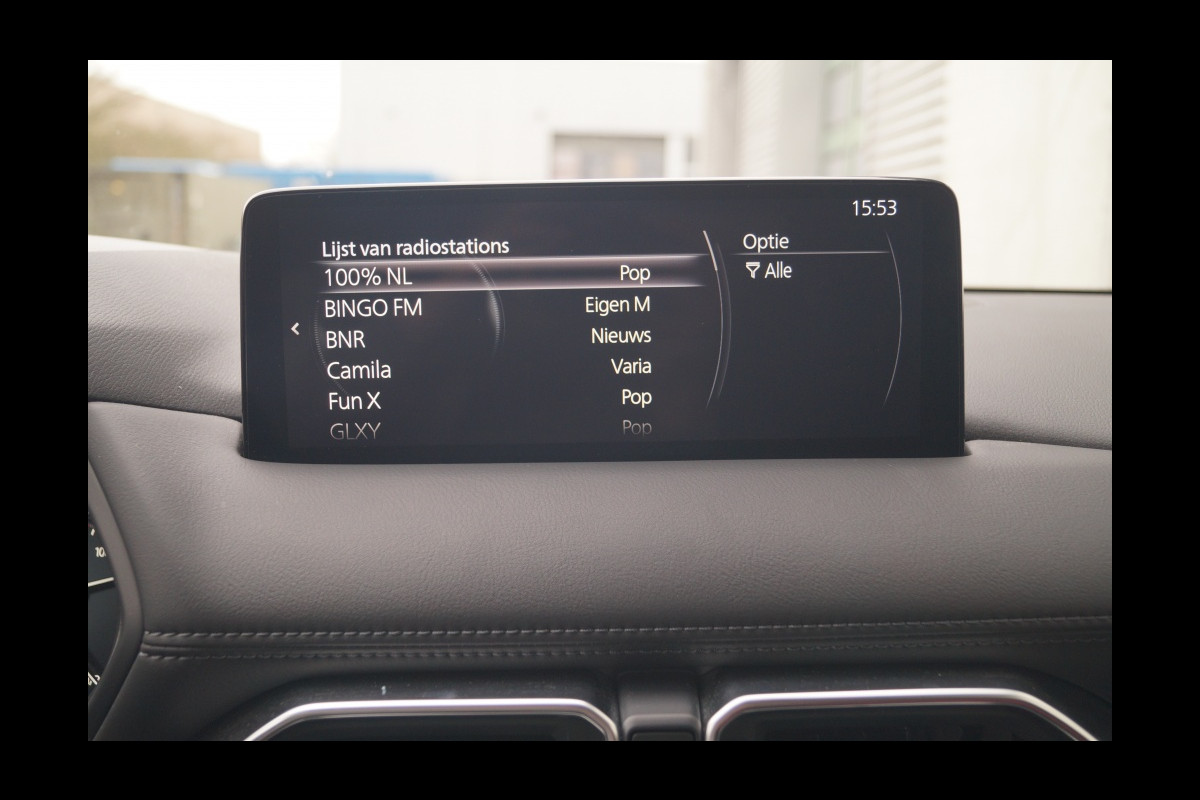 15:53
Lijst van radiostations
100% NL Pop
BINGO FM Eigen M
BNR Nieuws
Camila Varia
Fun X Pop
GLXY Pop
Optie
Alle